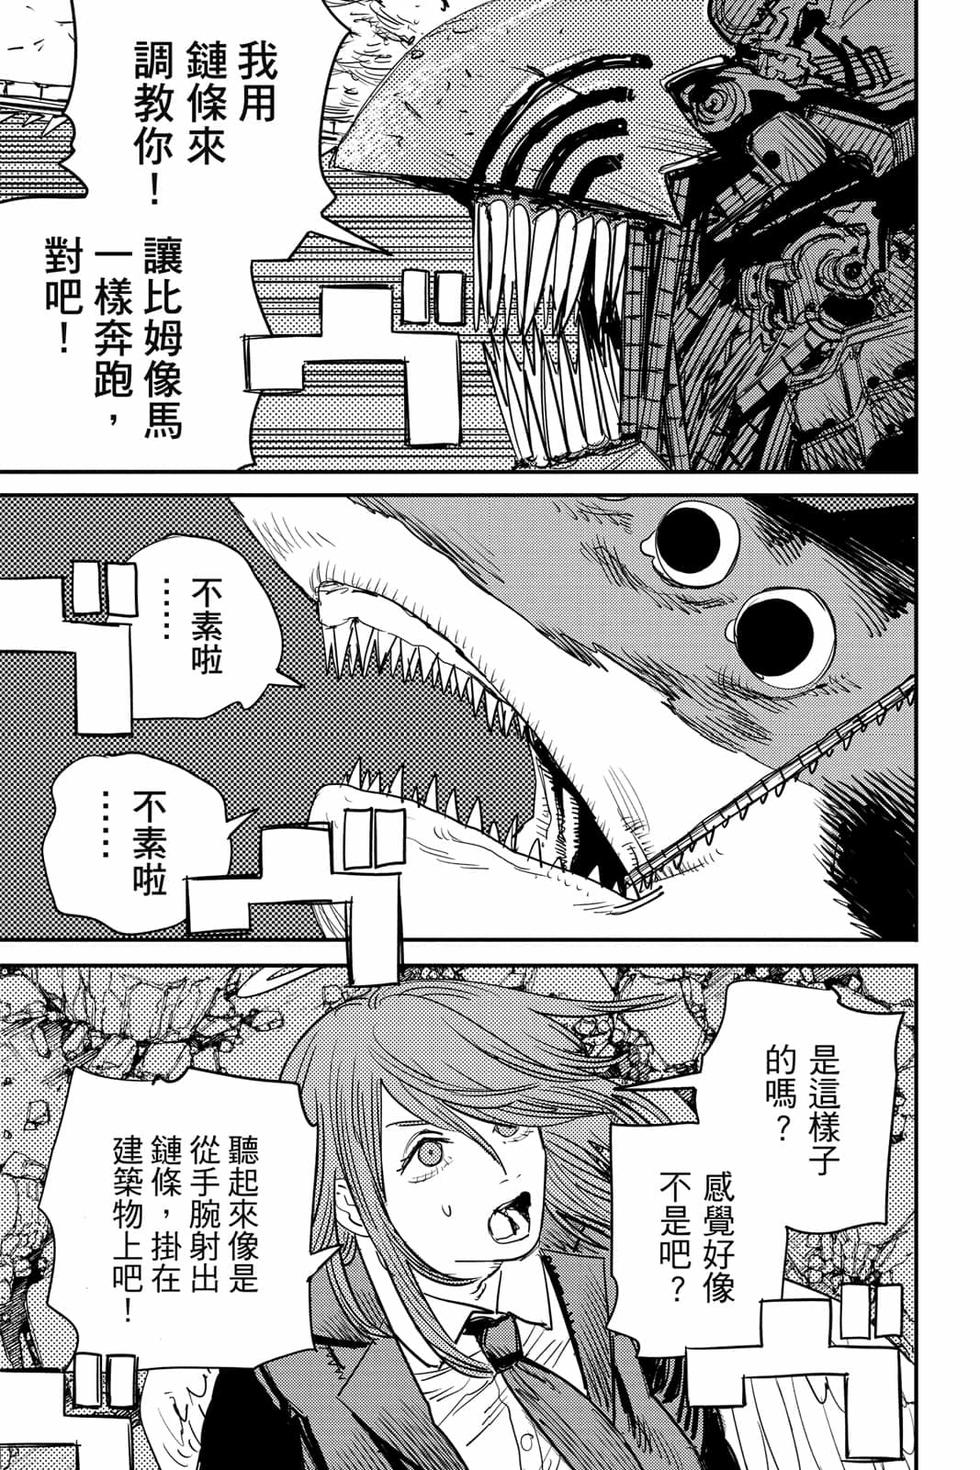 我用
鏈條來
調教你！
讓比姆像馬
一樣奔跑，
對吧！
不素啦
……
不素啦
……
是這樣子
的嗎？
感覺好像
不是吧？
聽起來像是
從手腕射出
鏈條，掛在
建築物上吧！